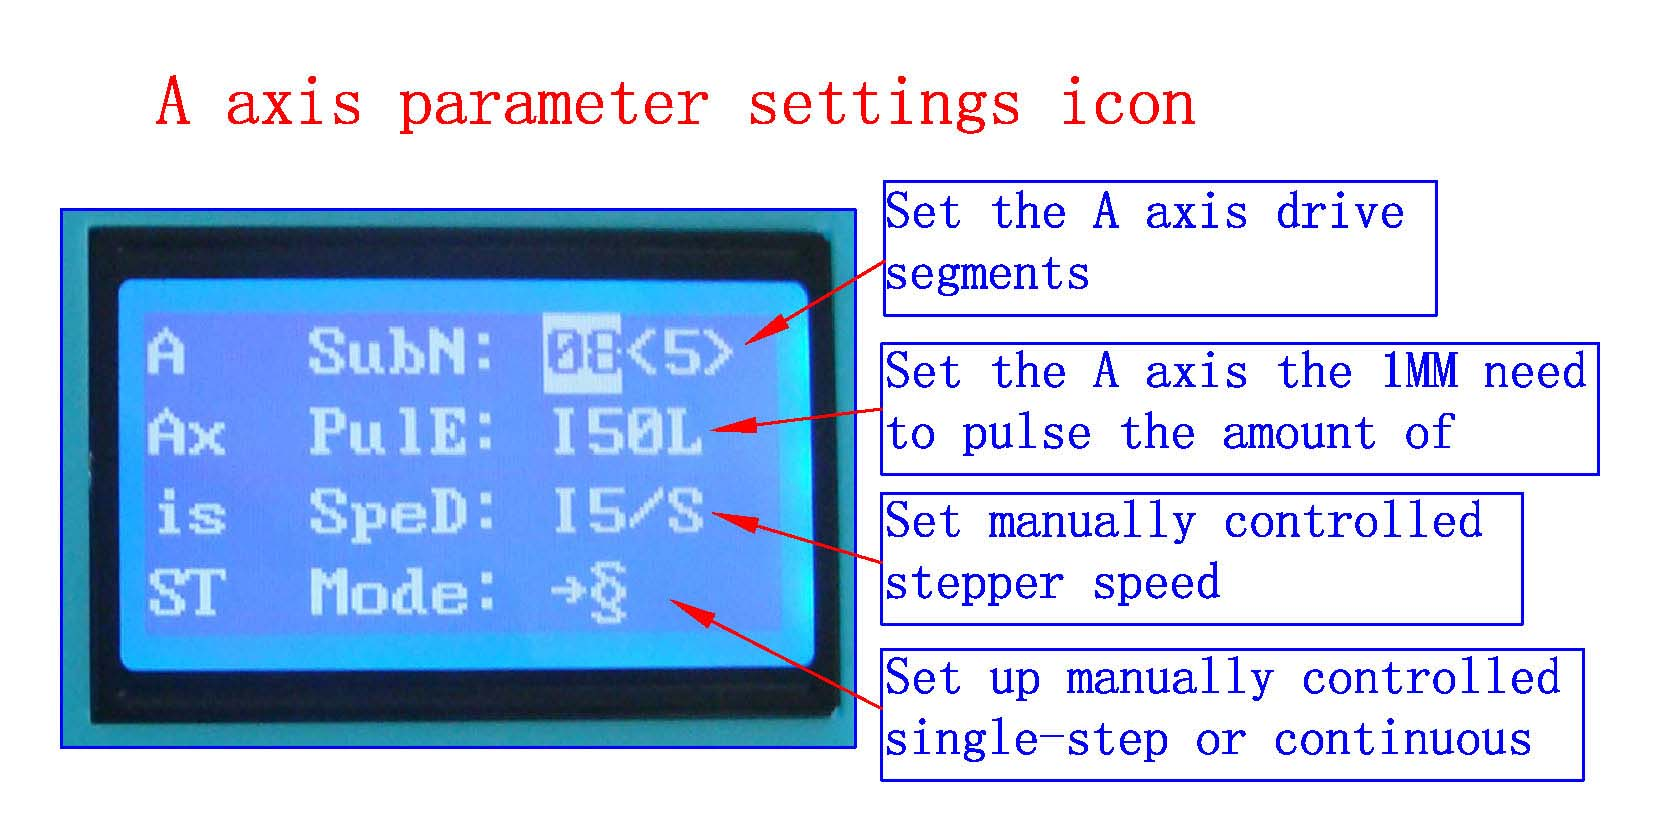 A axis parameter settings icon
Set the A axis drive
segments
A SubN: 08<5>
Set the A axis the 1MM need
to pulse the amount of
Ax PulE: I50L
Set manually controlled
stepper speed
is SpeD: I5/S
ST Mode: →§
Set up manually controlled
single-step or continuous